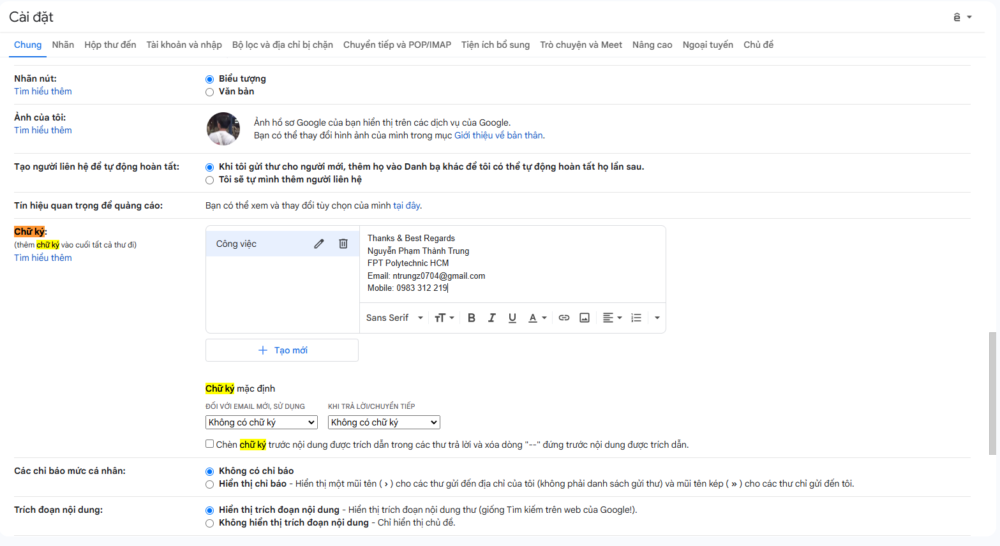 Cài đặt
ê
Chung Nhãn Hộp thư đến Tài khoản và nhập Bộ lọc và địa chỉ bị chặn Chuyển tiếp và POP/IMAP Tiện ích bổ sung Trò chuyện và Meet Nâng cao Ngoại tuyến Chủ đề
Nhãn nút:
Tìm hiểu thêm
Biểu tượng
Văn bản
Ảnh của tôi:
Tìm hiểu thêm
Ảnh hồ sơ Google của bạn hiển thị trên các dịch vụ của Google.
Bạn có thể thay đổi hình ảnh của mình trong mục Giới thiệu về bản thân.
Tạo người liên hệ để tự động hoàn tất:
Khi tôi gửi thư cho người mới, thêm họ vào Danh bạ khác để tôi có thể tự động hoàn tất họ lần sau.
Tôi sẽ tự mình thêm người liên hệ
Tín hiệu quan trọng để quảng cáo:
Bạn có thể xem và thay đổi tùy chọn của mình tại đây.
Chữ ký:
(thêm chữ ký vào cuối tất cả thư đi)
Tìm hiểu thêm
Công việc
Thanks & Best Regards
Nguyễn Phạm Thành Trung
FPT Polytechnic HCM
Email: ntrungz0704@gmail.com
Mobile: 0983 312 219
Sans Serif
Tạo mới
Chữ ký mặc định
ĐỐI VỚI EMAIL MỚI, SỬ DỤNG
KHI TRẢ LỜI/CHUYỂN TIẾP
Không có chữ ký
Không có chữ ký
Chèn chữ ký trước nội dung được trích dẫn trong các thư trả lời và xóa dòng "--" đứng trước nội dung được trích dẫn.
Các chỉ báo mức cá nhân:
Không có chỉ báo
Hiển thị chỉ báo - Hiển thị một mũi tên ( › ) cho các thư gửi đến địa chỉ của tôi (không phải danh sách gửi thư) và mũi tên kép ( » ) cho các thư chỉ gửi đến tôi.
Trích đoạn nội dung:
Hiển thị trích đoạn nội dung - Hiển thị trích đoạn nội dung thư (giống Tìm kiếm trên web của Google!).
Không hiển thị trích đoạn nội dung - Chỉ hiển thị chủ đề.